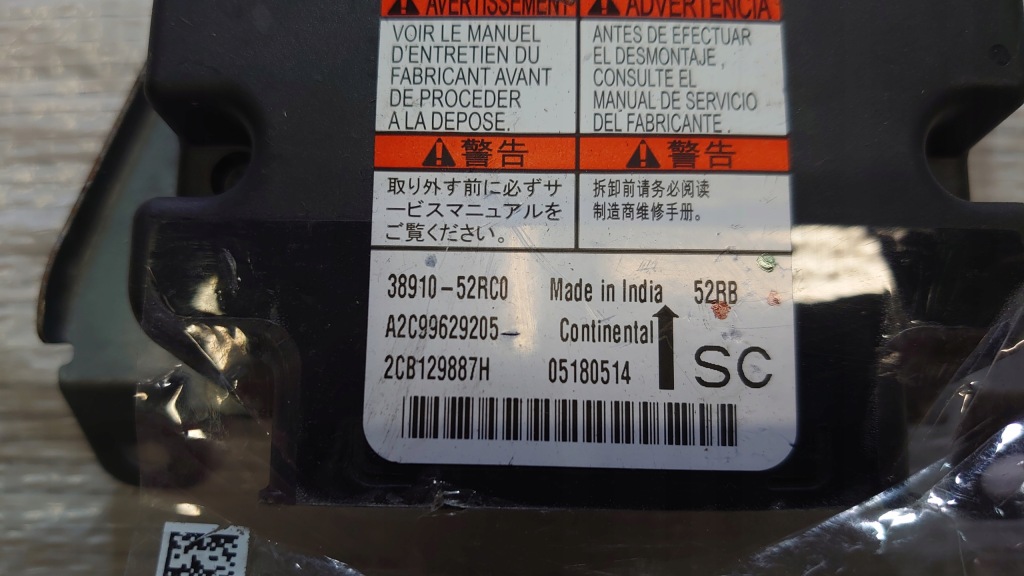 AVERTISSEMENT
ADVERTENCIA
VOIR LE MANUEL
D'ENTRETIEN DU
FABRICANT AVANT
DE PROCEDER
A LA DEPOSE.
ANTES DE EFECTUAR
EL DESMONTAJE,
CONSULTE EL
MANUAL DE SERVICIO
DEL FABRICANTE.
警告
警告
取り外す前に必ずサ
ービスマニュアルを
ご覧ください。
拆卸前请务必阅读
制造商维修手册。
38910-52RC0 Made in India 52RB
A2C99629205- Continental
2CB129887H 05180514 SC